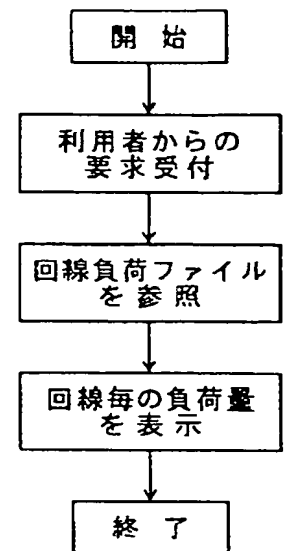 開始
利用者からの
要求受付
回線負荷ファイル
を参照
回線毎の負荷量
を表示
終了